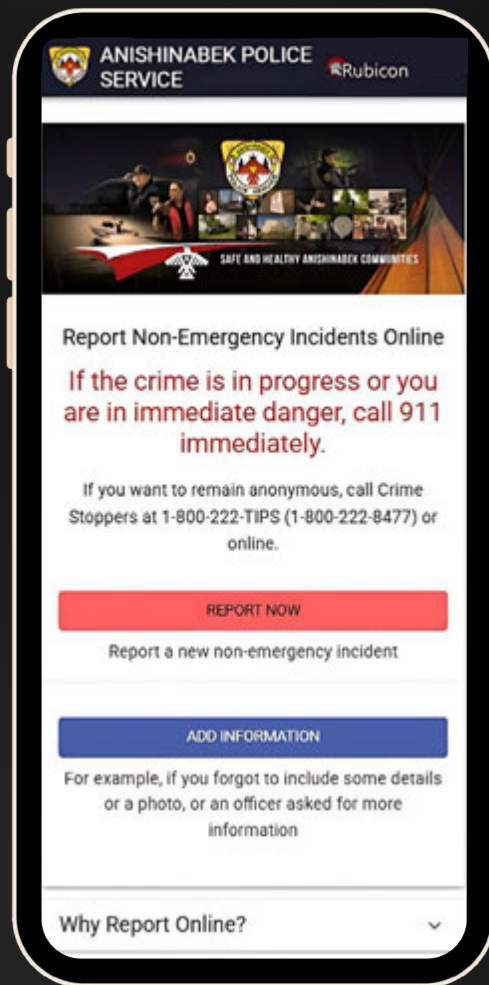 ANISHINABEK POLICE
SERVICE
Rubicon
SAFE AND HEALTHY ANISHINABEK COMMUNITIES
Report Non-Emergency Incidents Online
If the crime is in progress or you
are in immediate danger, call 911
immediately.
If you want to remain anonymous, call Crime
Stoppers at 1-800-222-TIPS (1-800-222-8477) or
online.
REPORT NOW
Report a new non-emergency incident
ADD INFORMATION
For example, if you forgot to include some details
or a photo, or an officer asked for more
information
Why Report Online?